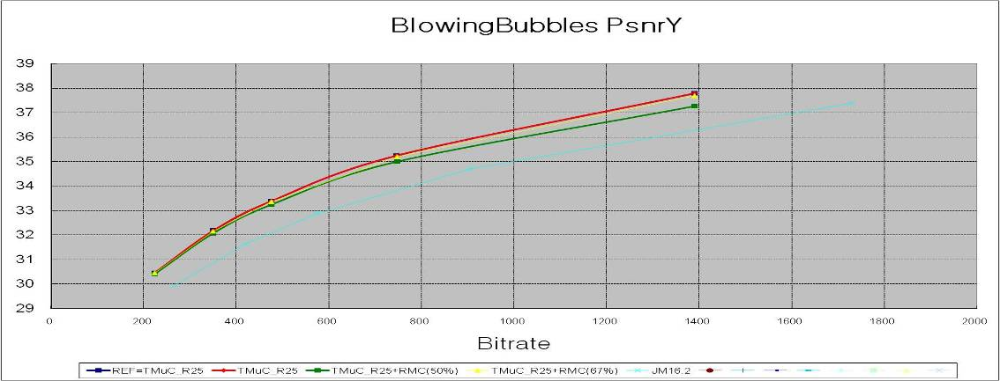 BlowingBubbles PsnrY
39
38
37
36
35
34
33
32
31
30
29
0 200 400 600 800 1000 1200 1400 1600 1800 2000
Bitrate
REF=TMuC_R25 TMuC_R25 TMuC_R25+RMC(50%) TMuC_R25+RMC(67%) JM16.2